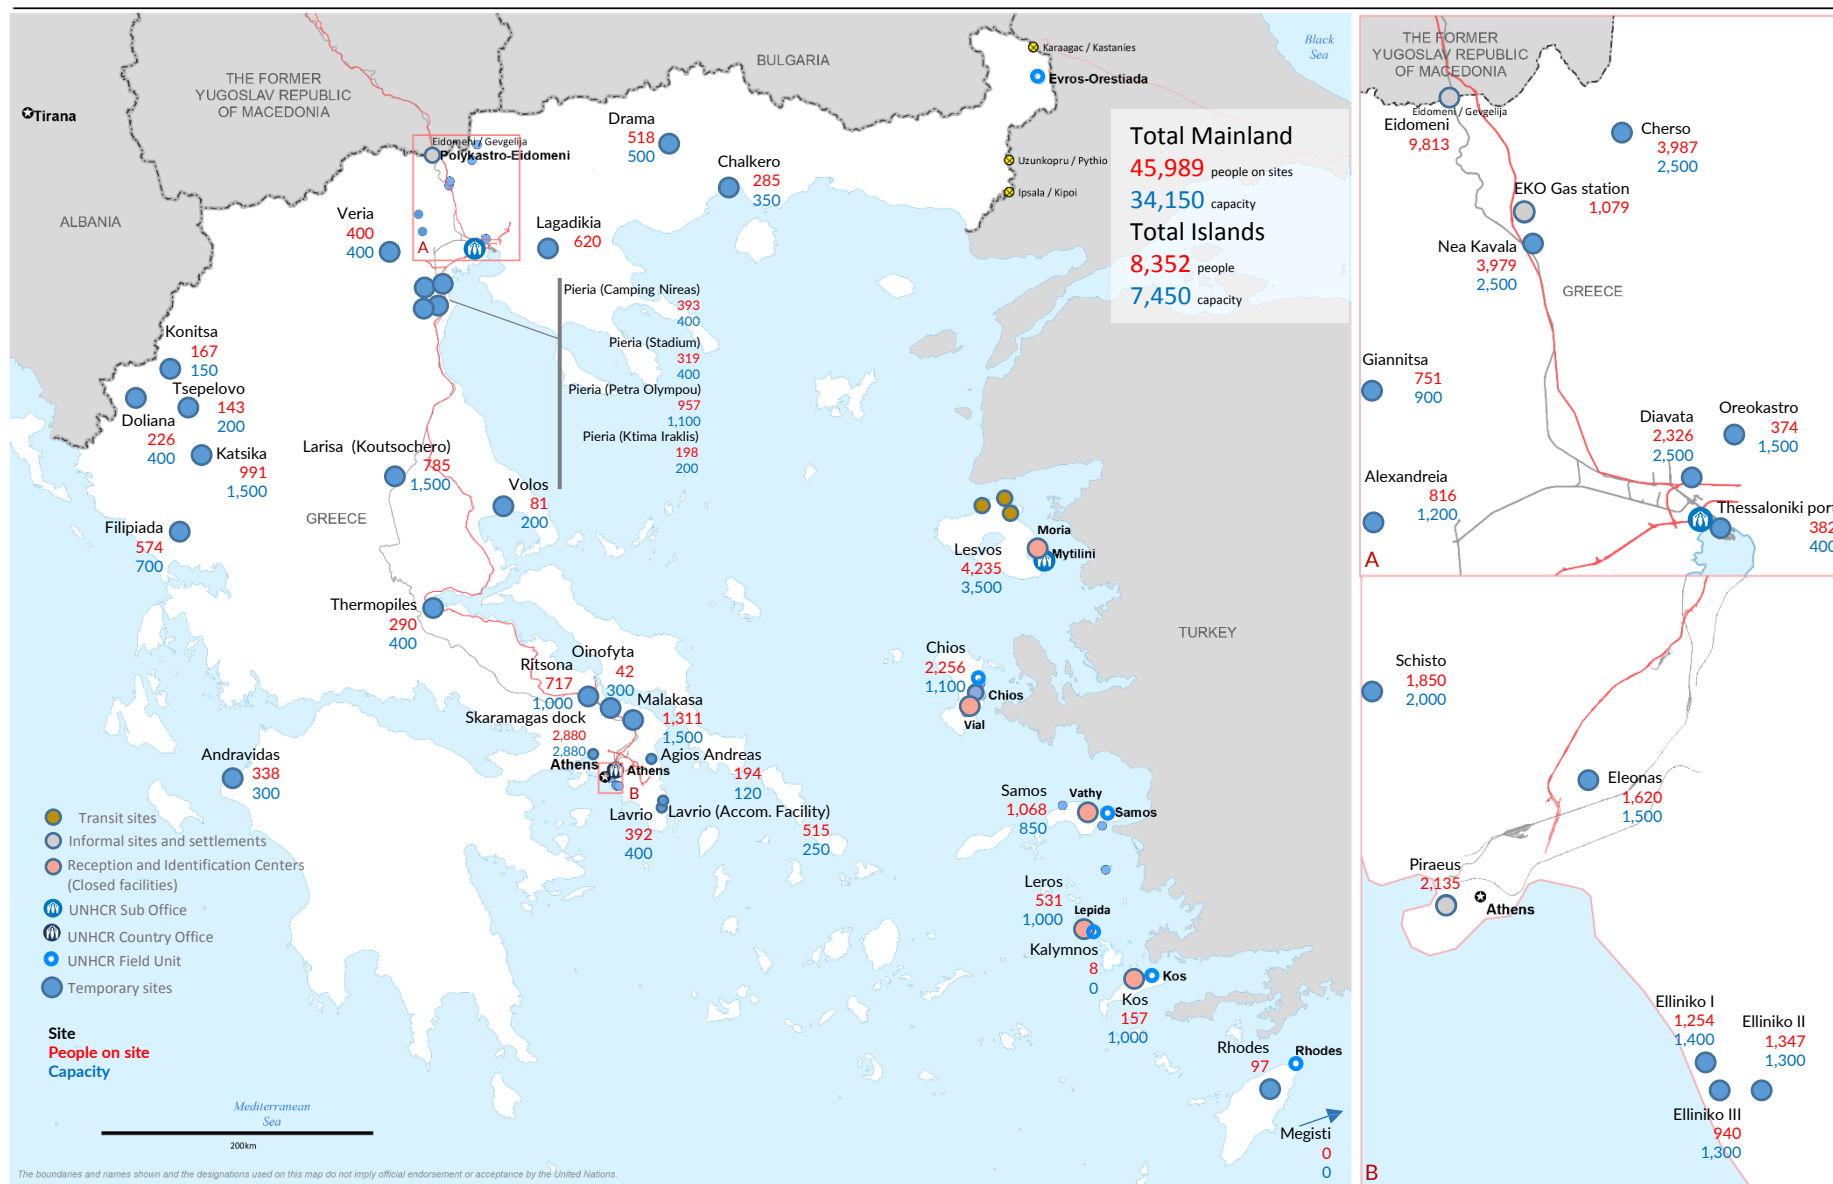 Black
Sea
BULGARIA
THE FORMER
YUGOSLAV REPUBLIC
OF MACEDONIA
Tirana
ALBANIA
Karaagac / Kastanies
Evros-Orestiada
Uzunkopru / Pythio
Ipsala / Kipoi
Total Mainland
45,989 people on sites
34,150 capacity
Total Islands
8,352 people
7,450 capacity
Eidomeni / Gevgelija
Polykastro-Eidomeni
Drama
518
500
Chalkero
285
350
Veria
400
400
A
Lagadikia
620
Pieria (Camping Nireas)
393
400
Pieria (Stadium)
319
400
Pieria (Petra Olympou)
957
1,100
Pieria (Ktima Iraklis)
198
200
Konitsa
167
150
Tsepelovo
143
200
Doliana
226
400
Katsika
991
1,500
Larisa (Koutsochero)
785
1,500
Volos
81
200
GREECE
Filipiada
574
700
Thermopiles
290
400
Oinofyta
42
300
Ritsona
717
1,000
Malakasa
1,311
1,500
Skaramagas dock
2,880
2,880
Athens
Athens
B
Agios Andreas
194
120
Lavrio
392
400
Lavrio (Accom. Facility)
515
250
Andravidas
338
300
Moria
Mytilini
Lesvos
4,235
3,500
TURKEY
Chios
2,256
1,100
Chios
Vial
Samos
1,068
850
Vathy
Samos
Leros
531
1,000
Lepida
Kalymnos
8
0
Kos
Kos
157
1,000
Rhodes
97
Rhodes
Megisti
0
0
Transit sites
Informal sites and settlements
Reception and Identification Centers
(Closed facilities)
UNHCR Sub Office
UNHCR Country Office
UNHCR Field Unit
Temporary sites
Site
People on site
Capacity
Mediterranean
Sea
200km
The boundaries and names shown and the designations used on this map do not imply official endorsement or acceptance by the United Nations.
THE FORMER
YUGOSLAV REPUBLIC
OF MACEDONIA
Eidomeni / Gevgelija
Eidomeni
9,813
Cherso
3,987
2,500
EKO Gas station
1,079
Nea Kavala
3,979
2,500
GREECE
Giannitsa
751
900
Diavata
2,326
2,500
Oreokastro
374
1,500
Alexandreia
816
1,200
Thessaloniki port
382
400
A
Schisto
1,850
2,000
Eleonas
1,620
1,500
Piraeus
2,135
Athens
Elliniko I
1,254
1,400
Elliniko II
1,347
1,300
Elliniko III
940
1,300
B